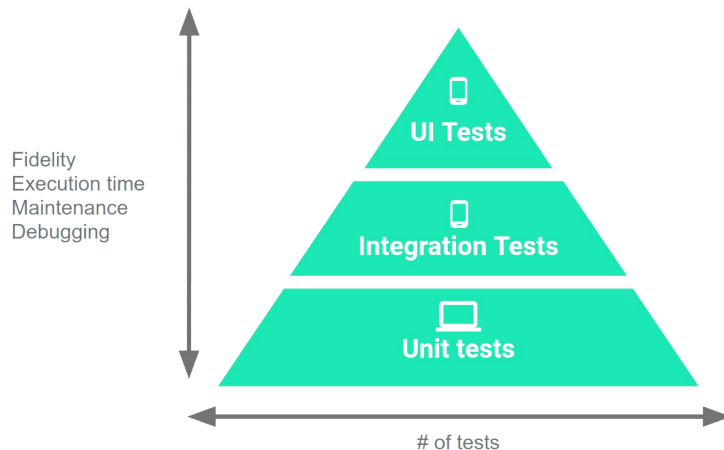 UI Tests
Fidelity
Execution time
Maintenance
Debugging
Integration Tests
Unit tests
# of tests